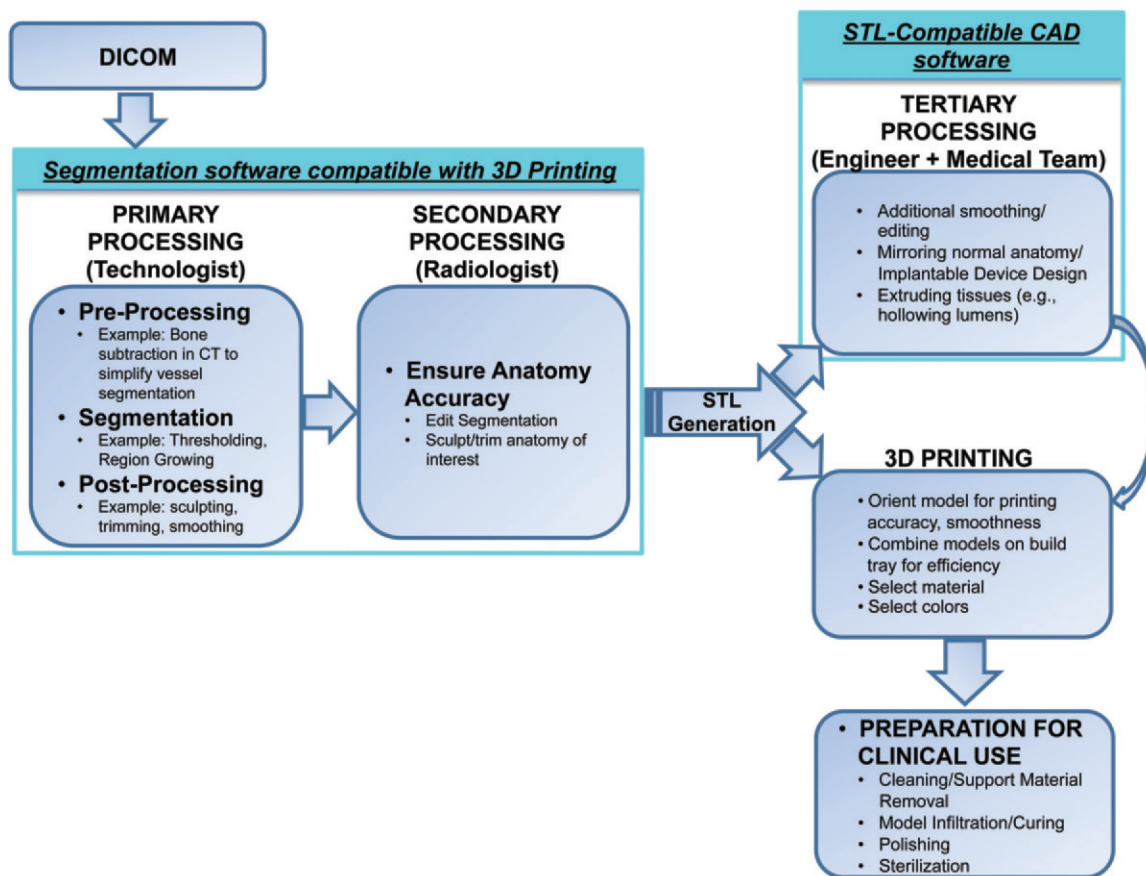 DICOM
Segmentation software compatible with 3D Printing
PRIMARY
PROCESSING
(Technologist)
• Pre-Processing
• Example: Bone
subtraction in CT to
simplify vessel
segmentation
• Segmentation
• Example: Thresholding,
Region Growing
• Post-Processing
• Example: sculpting,
trimming, smoothing
SECONDARY
PROCESSING
(Radiologist)
• Ensure Anatomy
Accuracy
• Edit Segmentation
• Sculpt/trim anatomy of
interest
STL
Generation
STL-Compatible CAD
software
TERTIARY
PROCESSING
(Engineer + Medical Team)
• Additional smoothing/
editing
• Mirroring normal anatomy/
Implantable Device Design
• Extruding tissues (e.g.,
hollowing lumens)
3D PRINTING
• Orient model for printing
accuracy, smoothness
• Combine models on build
tray for efficiency
• Select material
• Select colors
• PREPARATION FOR
CLINICAL USE
• Cleaning/Support Material
Removal
• Model Infiltration/Curing
• Polishing
• Sterilization